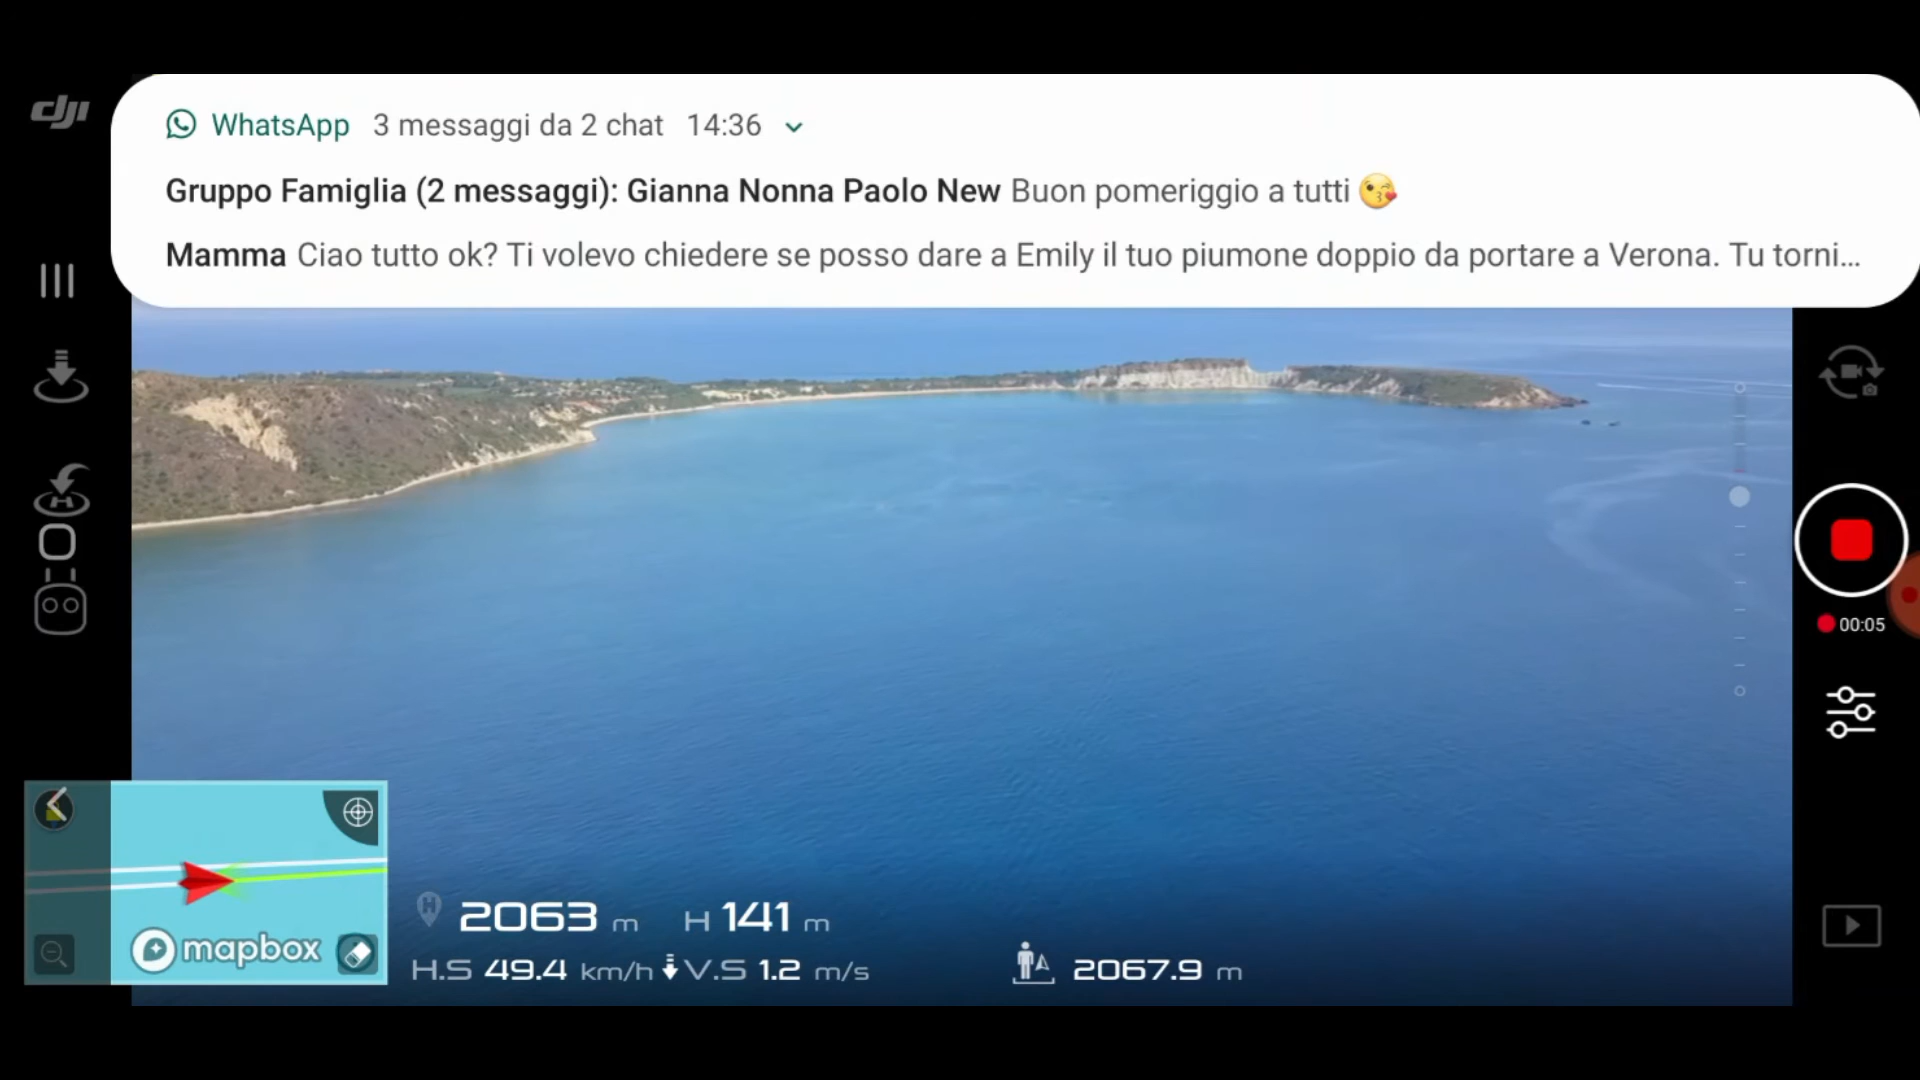 dji
WhatsApp 3 messaggi da 2 chat 14:36
Gruppo Famiglia (2 messaggi): Gianna Nonna Paolo New Buon pomeriggio a tutti 😘
Mamma Ciao tutto ok? Ti volevo chiedere se posso dare a Emily il tuo piumone doppio da portare a Verona. Tu torni...
00:05
mapbox
H 2063 m H 141 m
H.S 49.4 km/h V.S 1.2 m/s 2067.9 m